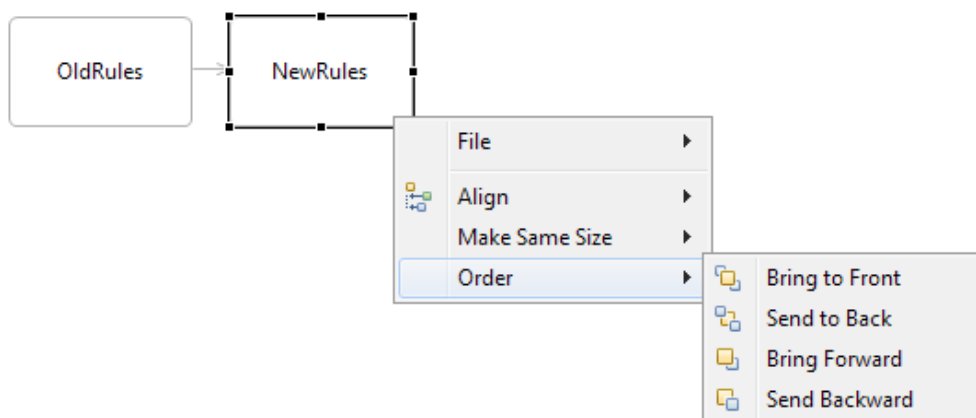 OldRules
NewRules
File
Align
Make Same Size
Order
Bring to Front
Send to Back
Bring Forward
Send Backward